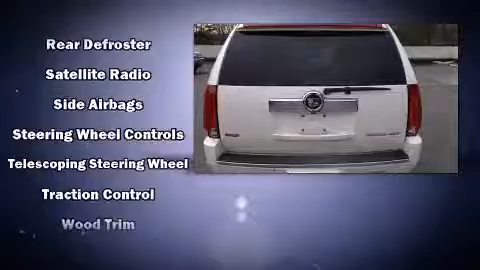 Rear Defroster
Satellite Radio
Side Airbags
Steering Wheel Controls
Telescoping Steering Wheel
Traction Control
Wood Trim